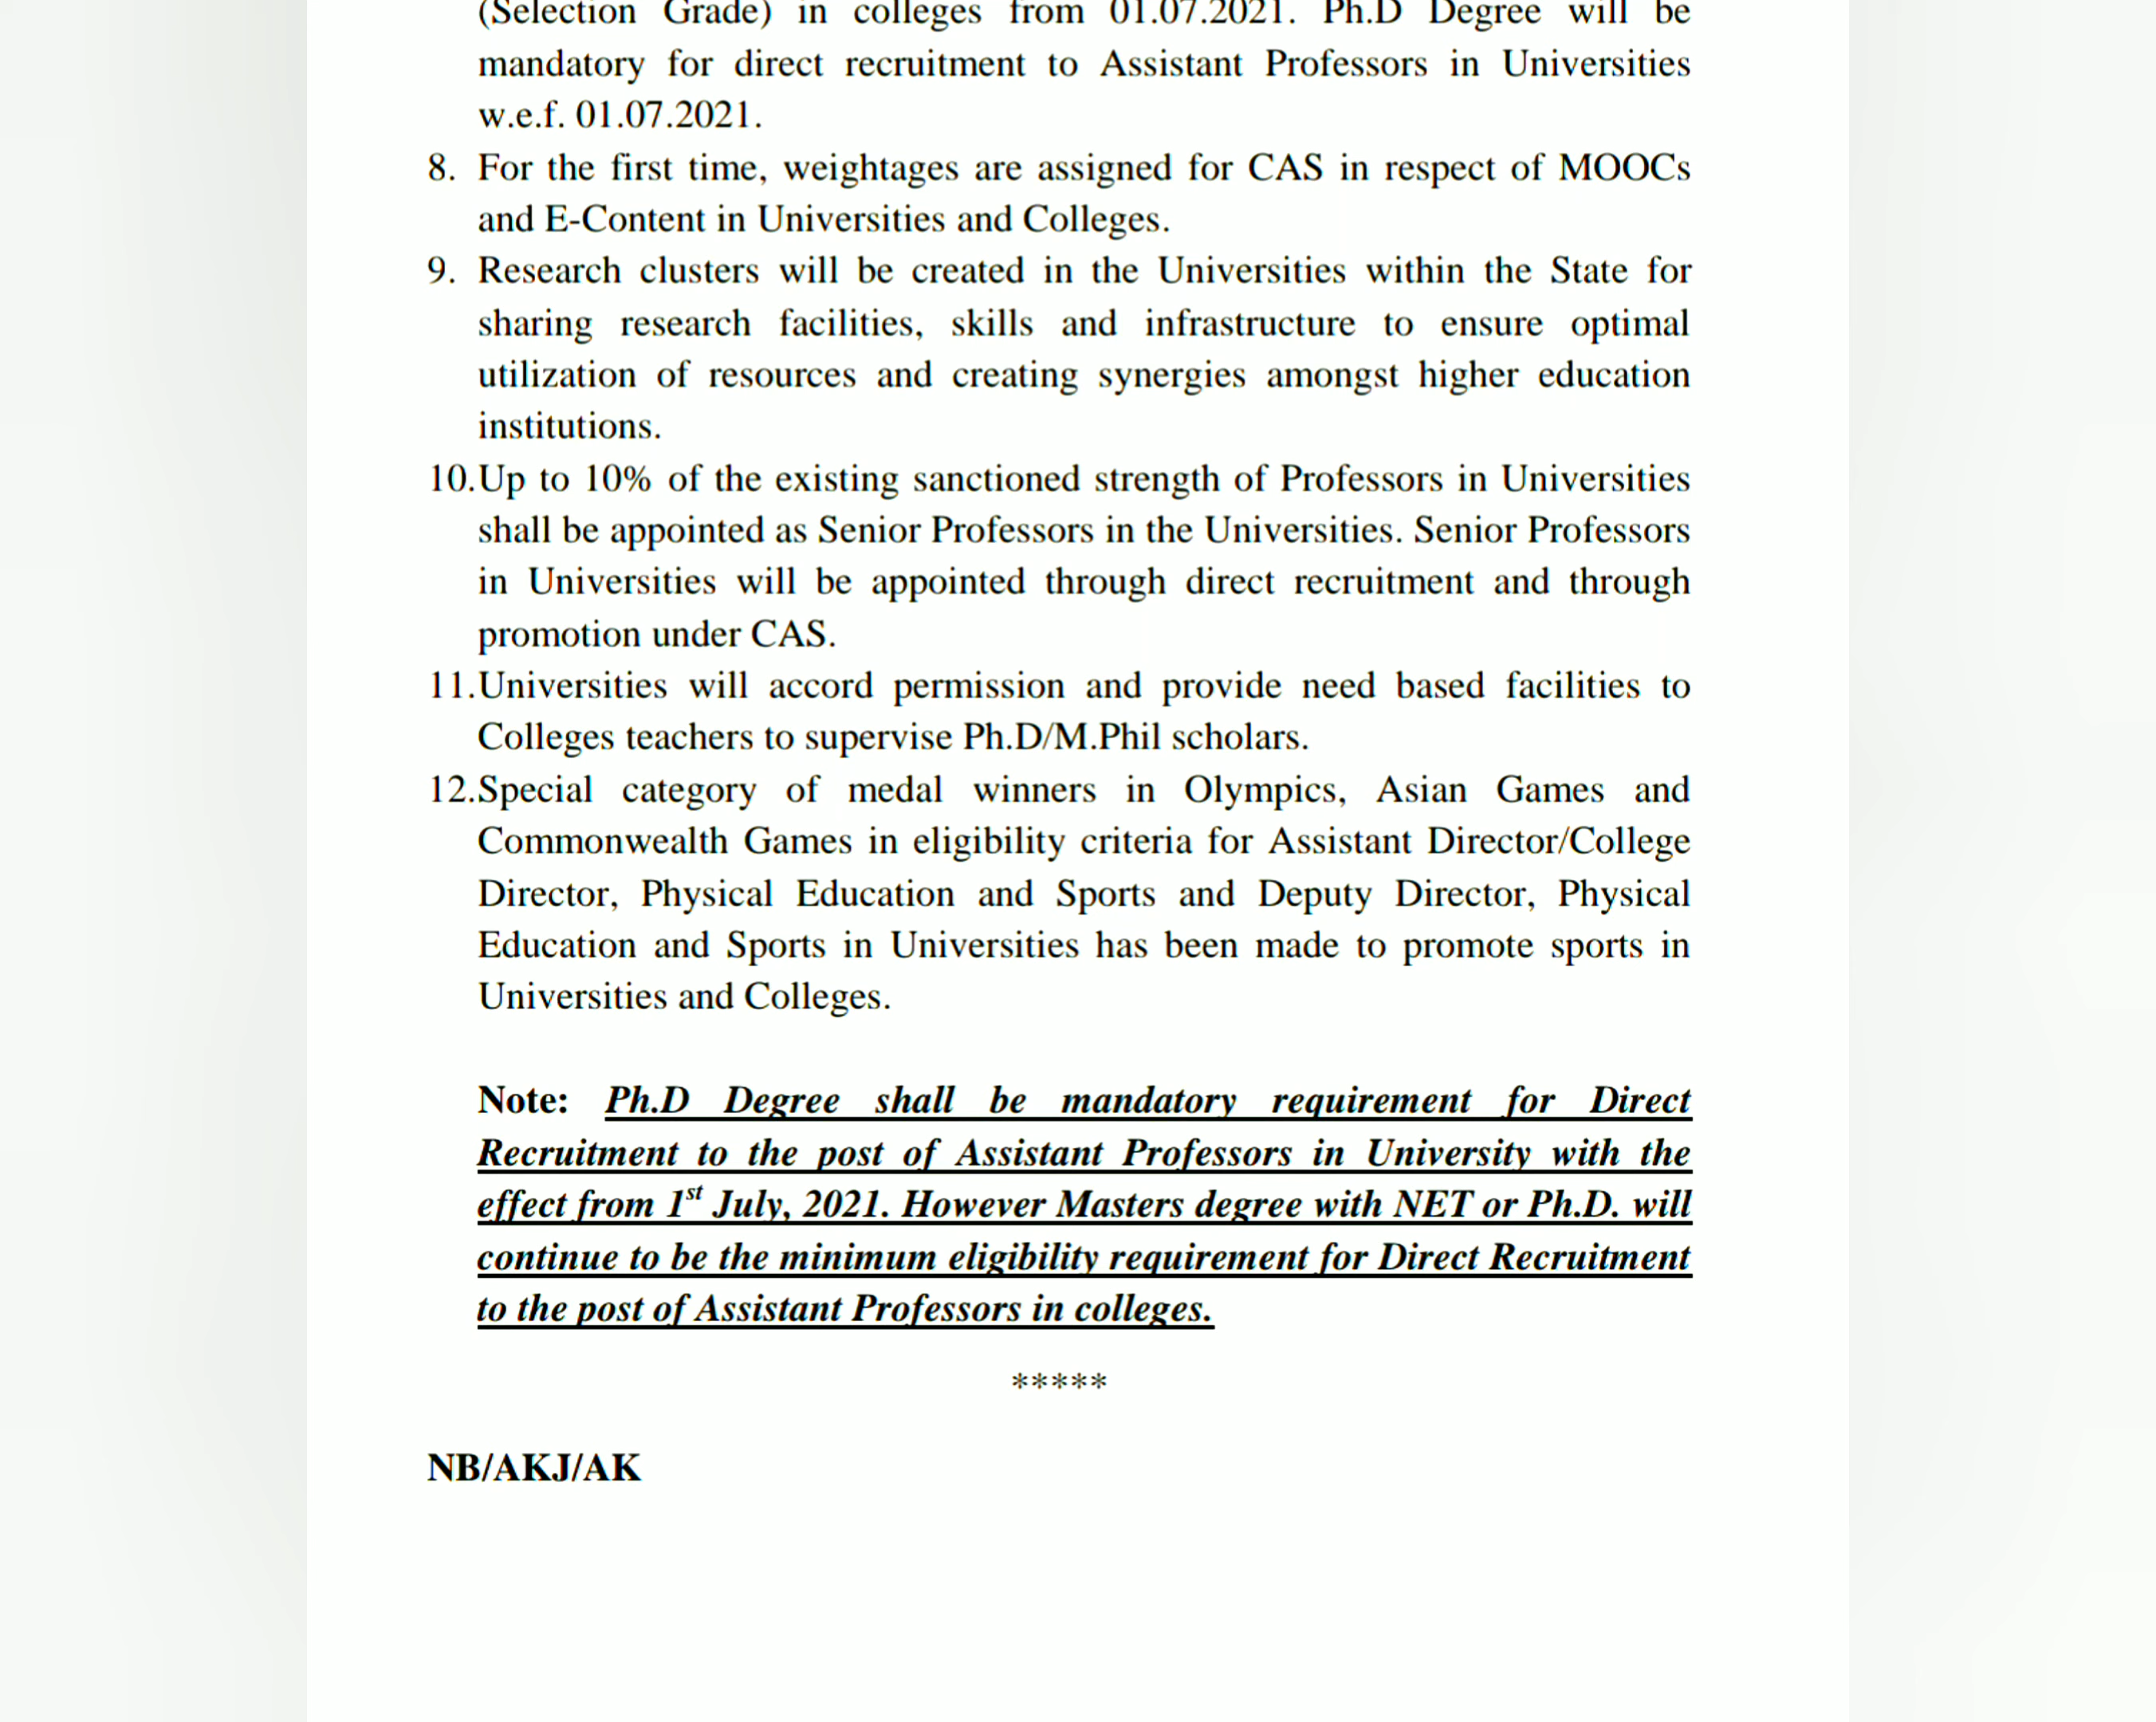 (Selection Grade) in colleges from 01.07.2021. Ph.D Degree will be
mandatory for direct recruitment to Assistant Professors in Universities
w.e.f. 01.07.2021.
8. For the first time, weightages are assigned for CAS in respect of MOOCs
and E-Content in Universities and Colleges.
9. Research clusters will be created in the Universities within the State for
sharing research facilities, skills and infrastructure to ensure optimal
utilization of resources and creating synergies amongst higher education
institutions.
10.Up to 10% of the existing sanctioned strength of Professors in Universities
shall be appointed as Senior Professors in the Universities. Senior Professors
in Universities will be appointed through direct recruitment and through
promotion under CAS.
11.Universities will accord permission and provide need based facilities to
Colleges teachers to supervise Ph.D/M.Phil scholars.
12.Special category of medal winners in Olympics, Asian Games and
Commonwealth Games in eligibility criteria for Assistant Director/College
Director, Physical Education and Sports and Deputy Director, Physical
Education and Sports in Universities has been made to promote sports in
Universities and Colleges.
Note: Ph.D Degree shall be mandatory requirement for Direct
Recruitment to the post of Assistant Professors in University with the
effect from 1st July, 2021. However Masters degree with NET or Ph.D. will
continue to be the minimum eligibility requirement for Direct Recruitment
to the post of Assistant Professors in colleges.
*****
NB/AKJ/AK